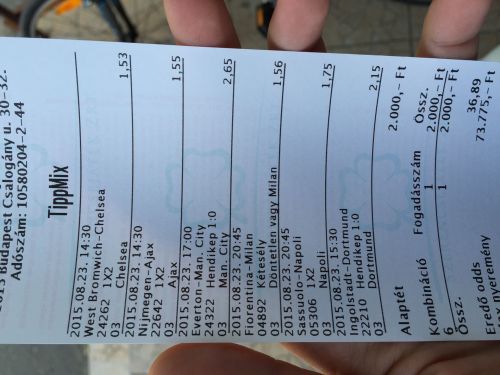 Budapest Csalogány u. 30-32.
Adószám: 10580204-2-44
TippMix
2015.08.23. 14:30
West Bromwich-Chelsea
24262 1X2
03 Chelsea 1,53
2015.08.23. 14:30
Nijmegen-Ajax
22642 1X2
03 Ajax 1,55
2015.08.23. 17:00
Everton-Man. City
24322 Hendikep 1:0
03 Man. City 2,65
2015.08.23. 20:45
Fiorentina-Milan
04892 Kétesély
03 Döntetlen vagy Milan 1,56
2015.08.23. 20:45
Sassuolo-Napoli
05306 1X2
03 Napoli 1,75
2015.08.23. 15:30
Ingolstadt-Dortmund
22210 Hendikep 1:0
03 Dortmund 2,15
Alaptét 2.000,- Ft
Kombináció Fogadásszám Össz.
6 1 2.000,- Ft
Össz. 1 2.000,- Ft
Eredő odds 36,89
nyeremény 73.775,- Ft